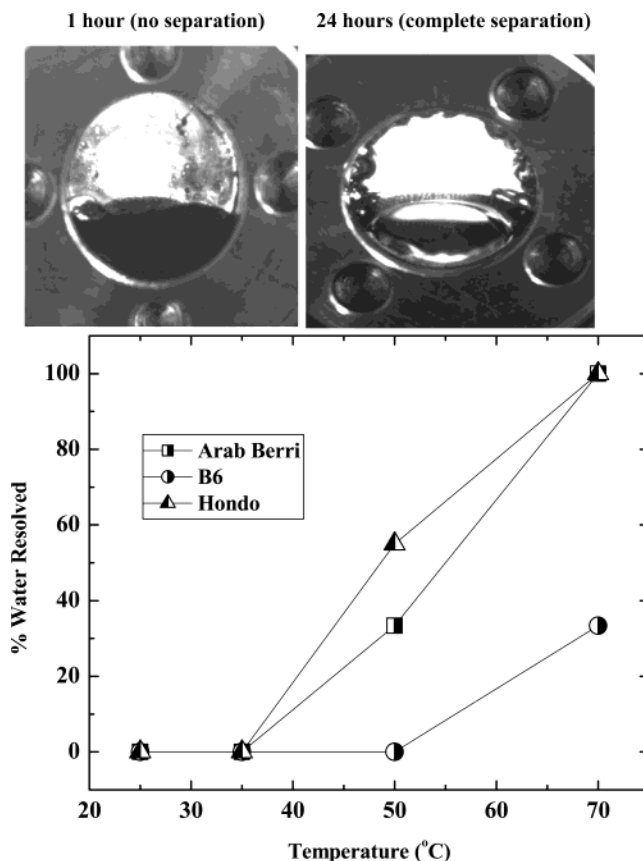 1 hour (no separation) 24 hours (complete separation)
100
80
60
40
20
0
% Water Resolved
Arab Berri
B6
Hondo
20 30 40 50 60 70
Temperature (°C)